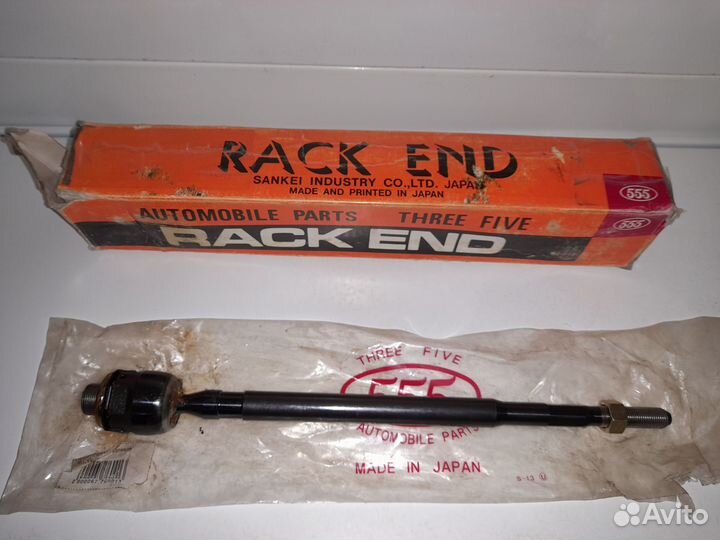 RACK END
SANKEI INDUSTRY CO.,LTD. JAPAN
MADE AND PRINTED IN JAPAN
555
AUTOMOBILE PARTS THREE FIVE
555
RACK END
THREE FIVE
555
AUTOMOBILE PARTS
MADE IN JAPAN
Avito